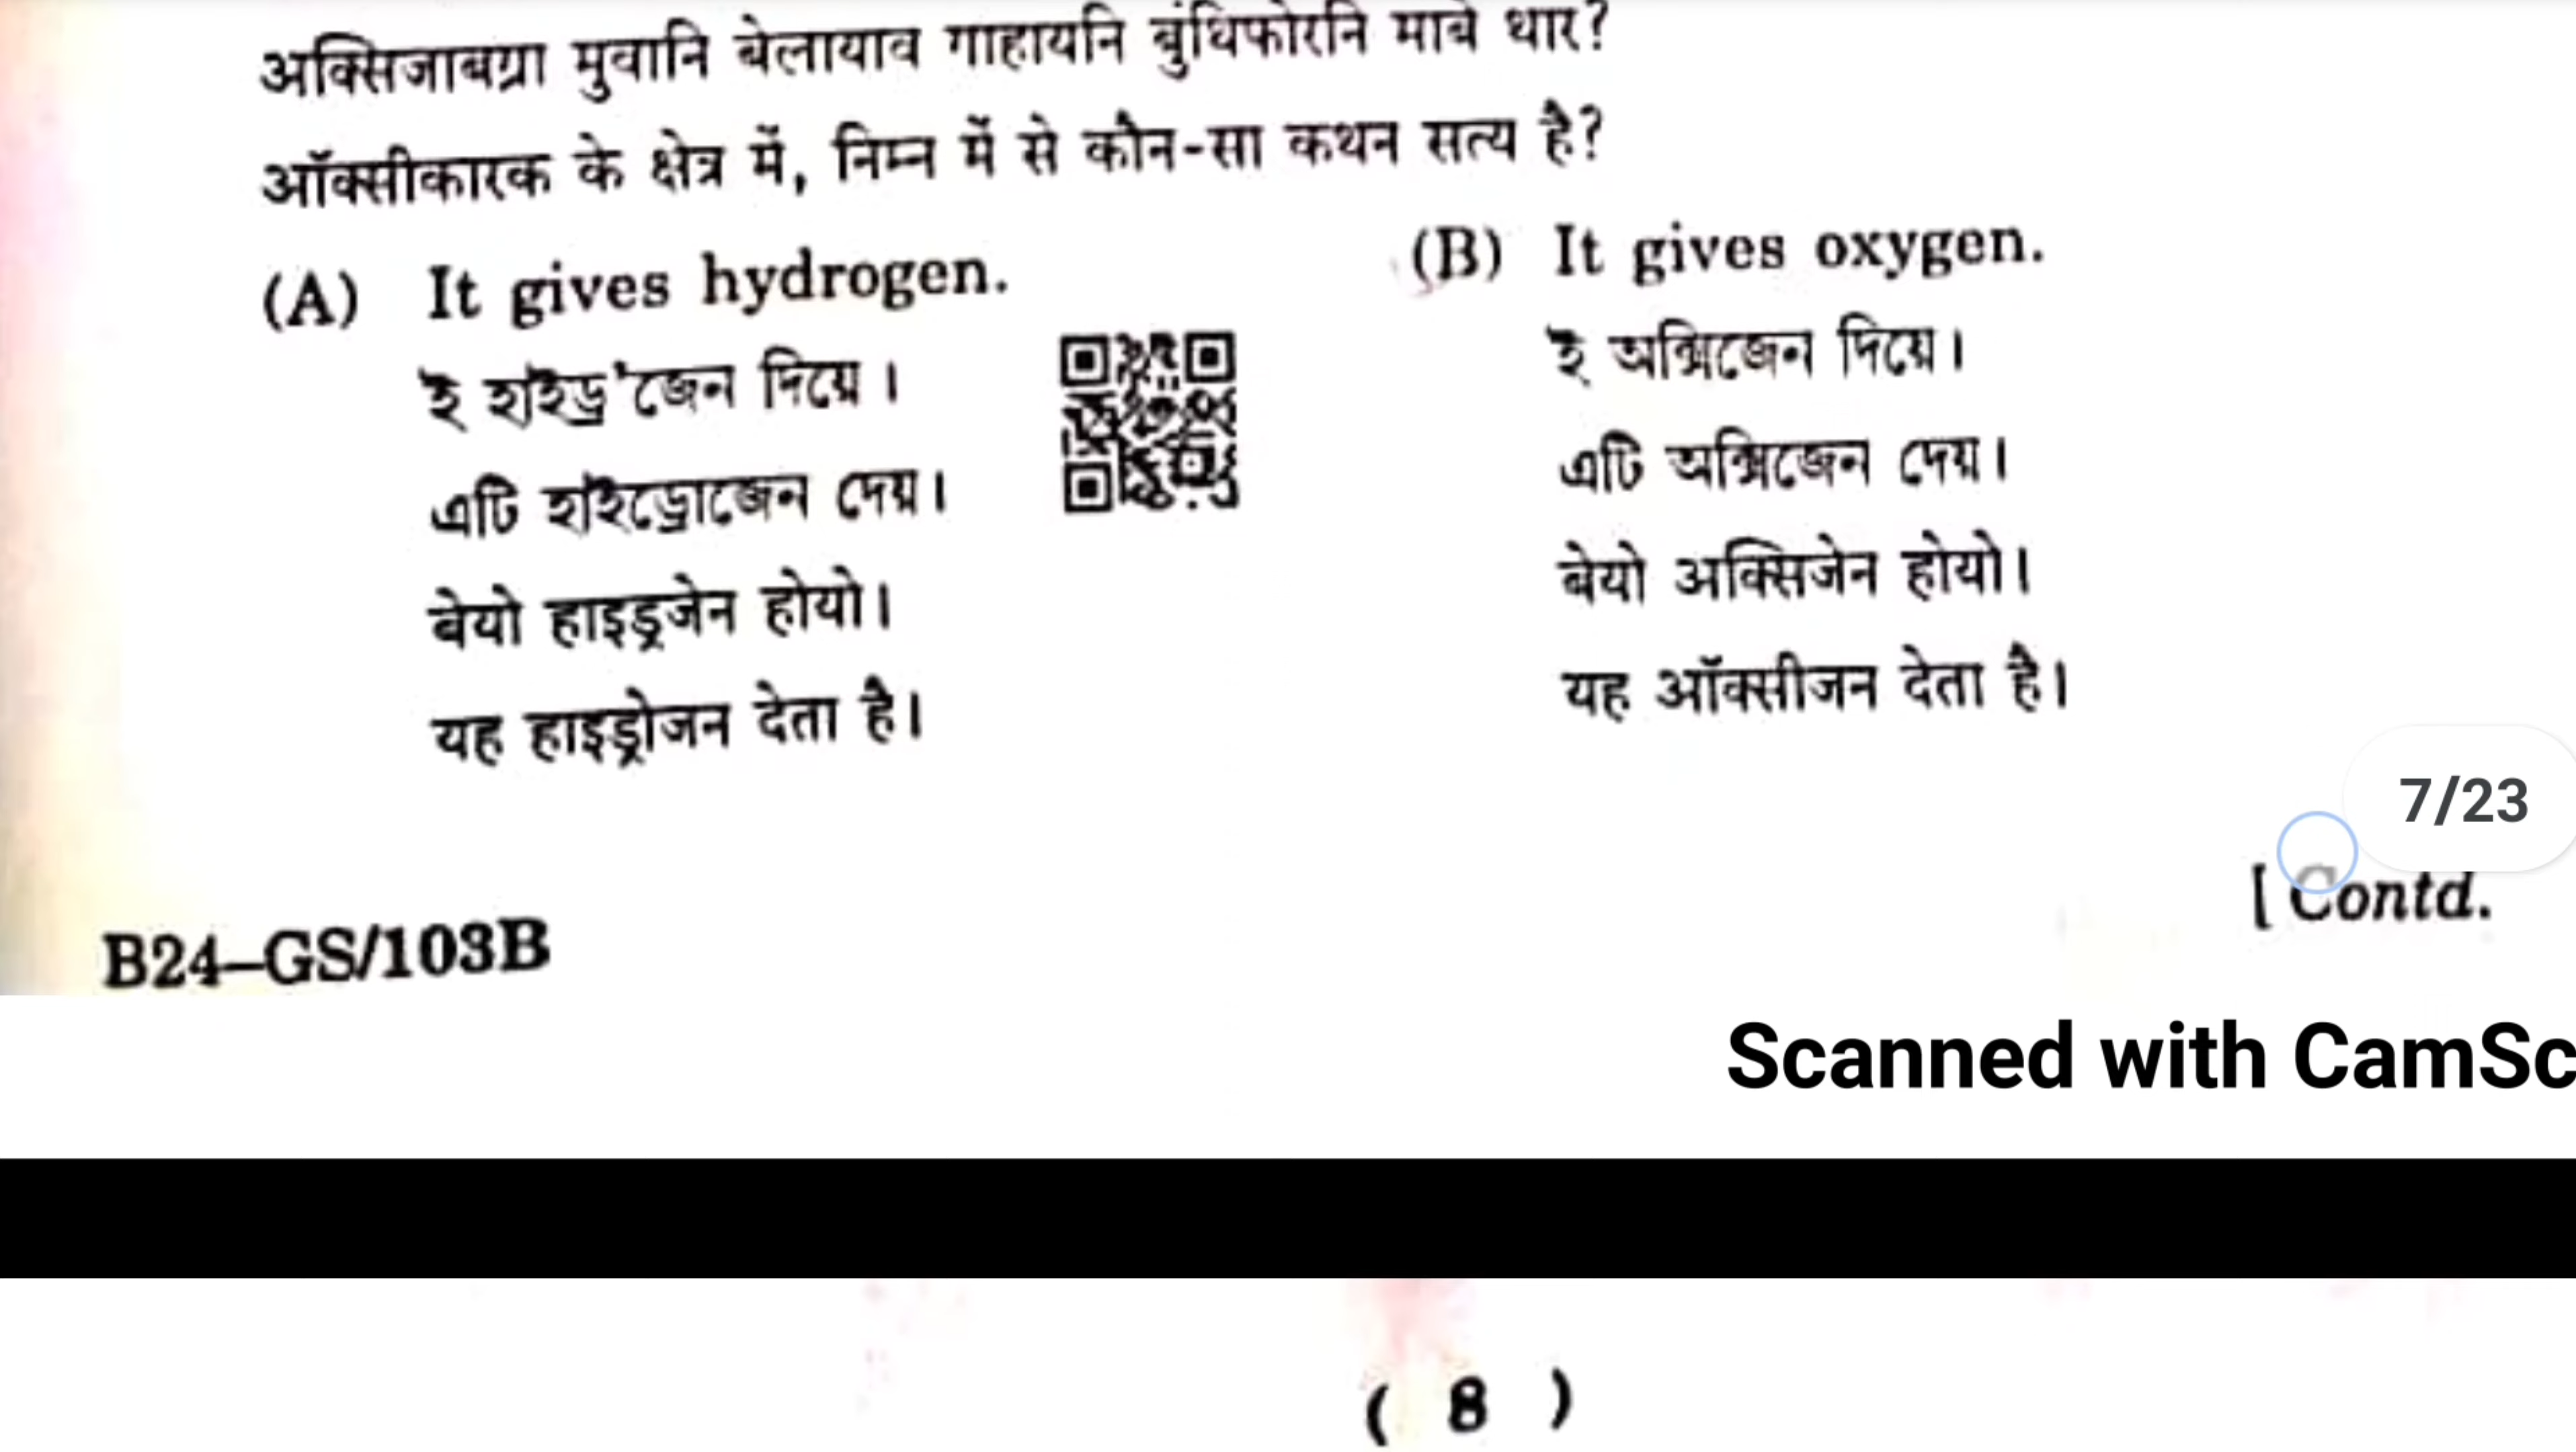 अक्सिजाबग्रा मुवानि बेलायाव गाहायनि बुंथिफोरनि माबे थार?
ऑक्सीकारक के क्षेत्र में, निम्न में से कौन-सा कथन सत्य है?
(A) It gives hydrogen.
ই হাইড্ৰ'জেন দিয়ে।
এটি হাইড্রোজেন দেয়।
बेयो हाइड्रजेन होयो।
यह हाइड्रोजन देता है।
(B) It gives oxygen.
ই অক্সিজেন দিয়ে।
এটি অক্সিজেন দেয়।
बेयो अक्सिजेन होयो।
यह ऑक्सीजन देता है।
7/23
[ Contd.
B24–GS/103B
Scanned with CamSc
( 8 )